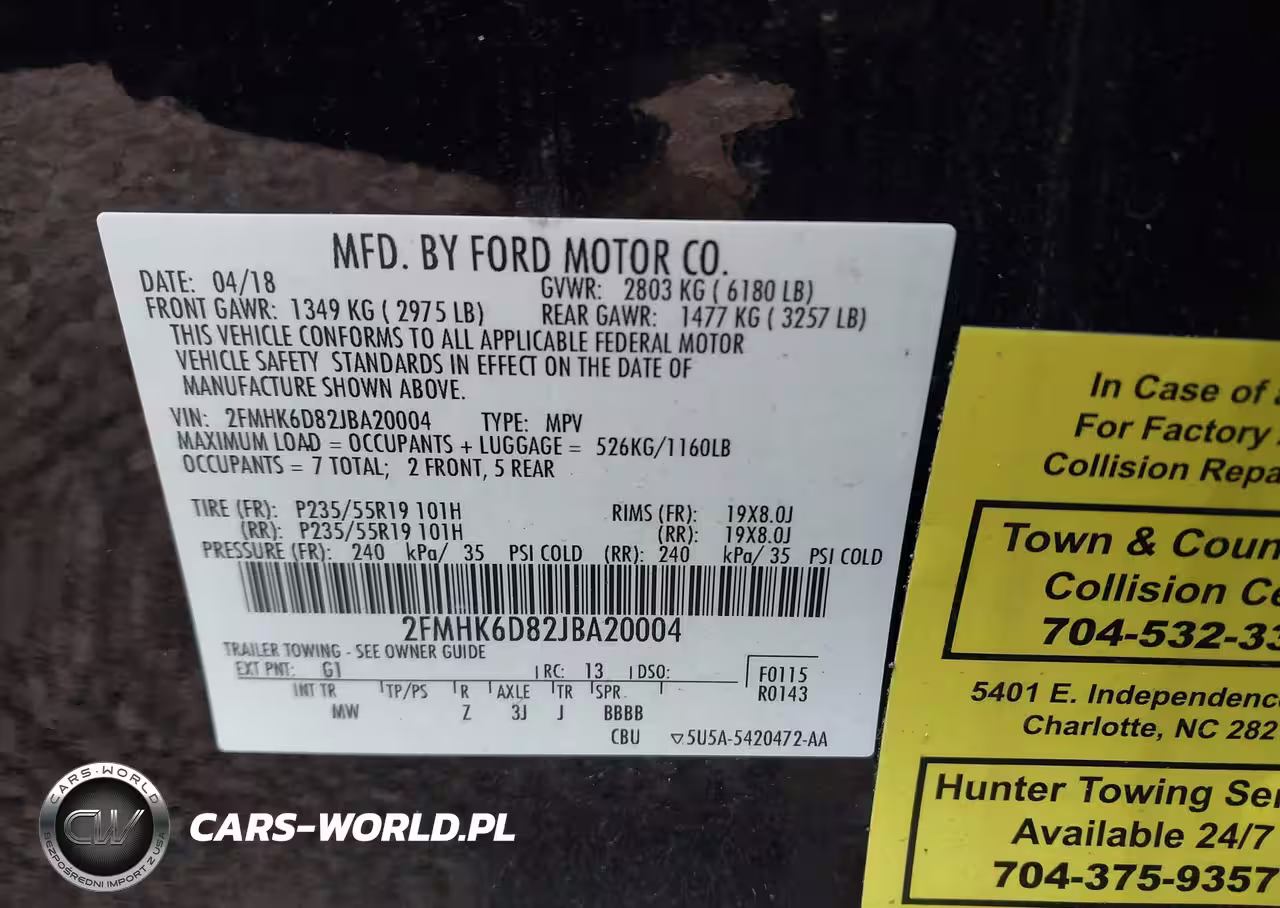 MFD. BY FORD MOTOR CO.
DATE: 04/18
GVWR: 2803 KG ( 6180 LB)
FRONT GAWR: 1349 KG ( 2975 LB)
REAR GAWR: 1477 KG ( 3257 LB)
THIS VEHICLE CONFORMS TO ALL APPLICABLE FEDERAL MOTOR
VEHICLE SAFETY STANDARDS IN EFFECT ON THE DATE OF
MANUFACTURE SHOWN ABOVE.
VIN: 2FMHK6D82JBA20004 TYPE: MPV
MAXIMUM LOAD = OCCUPANTS + LUGGAGE = 526KG/1160LB
OCCUPANTS = 7 TOTAL; 2 FRONT, 5 REAR
TIRE (FR): P235/55R19 101H RIMS (FR): 19X8.0J
(RR): P235/55R19 101H (RR): 19X8.0J
PRESSURE (FR): 240 kPa/ 35 PSI COLD (RR): 240 kPa/ 35 PSI COLD
2FMHK6D82JBA20004
TRAILER TOWING - SEE OWNER GUIDE
EXT PNT: G1 RC: 13 DSO: F0115
R0143
INT TR TP/PS R AXLE TR SPR
MW Z 3J J BBBB
CBU 5U5A-5420472-AA
In Case of
For Factory
Collision
Town &
Collision
704-532-33
5401 E.
Charlotte, NC 282
Hunter Towing
Available 24/7
704-375-9357
CARS-WORLD
CW
BEZPOŚREDNI IMPORT Z USA
CARS-WORLD.PL